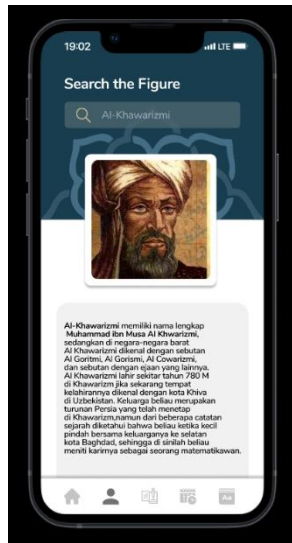 19:02
LTE
Search the Figure
Al-Khawarizmi
Al-Khawarizmi memiliki nama lengkap
Muhammad ibn Musa Al Khwarizmi,
sedangkan di negara-negara barat
Al Khawarizmi dikenal dengan sebutan
Al Goritmi, Al Gorismi, Al Cowarizmi,
dan sebutan dengan ejaan yang lainnya.
Al Khawarizmi lahir sekitar tahun 780 M
di Khawarizm jika sekarang tempat
kelahirannya dikenal dengan kota Khiva
di Uzbekistan. Keluarga beliau merupakan
turunan Persia yang telah menetap
di Khawarizm,namun dari beberapa catatan
sejarah diketahui bahwa beliau ketika kecil
pindah bersama keluarganya ke selatan
kota Baghdad, sehingga di sinilah beliau
meniti karirnya sebagai seorang matematikawan.
Aa